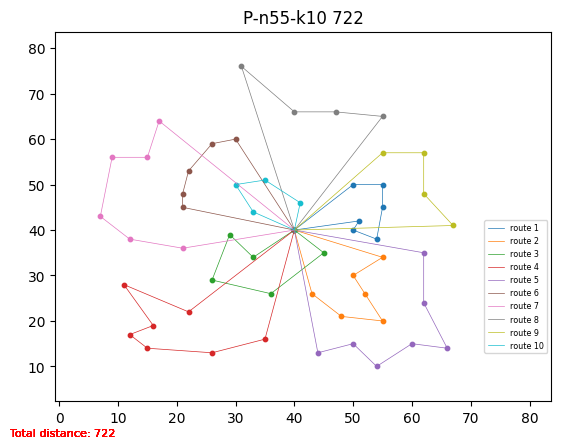 P-n55-k10 722
80
70
60
50
40
30
20
10
0 10 20 30 40 50 60 70 80
route 1
route 2
route 3
route 4
route 5
route 6
route 7
route 8
route 9
route 10
Total distance: 722